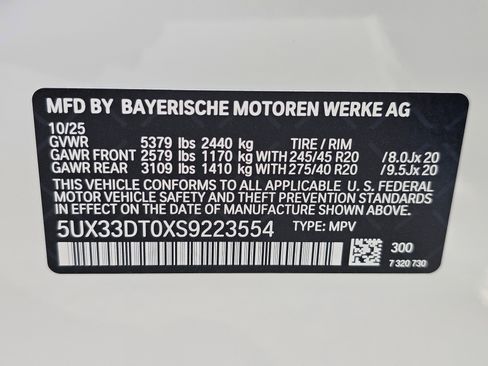 MFD BY BAYERISCHE MOTOREN WERKE AG
10/25
GVWR 5379 lbs 2440 kg TIRE / RIM
GAWR FRONT 2579 lbs 1170 kg WITH 245/45 R20 /8.0Jx 20
GAWR REAR 3109 lbs 1410 kg WITH 275/40 R20 /9.5Jx 20
THIS VEHICLE CONFORMS TO ALL APPLICABLE U. S. FEDERAL
MOTOR VEHICLE SAFETY AND THEFT PREVENTION STANDARDS
IN EFFECT ON THE DATE OF MANUFACTURE SHOWN ABOVE.
5UX33DT0XS9223554 TYPE: MPV
300
7 320 730